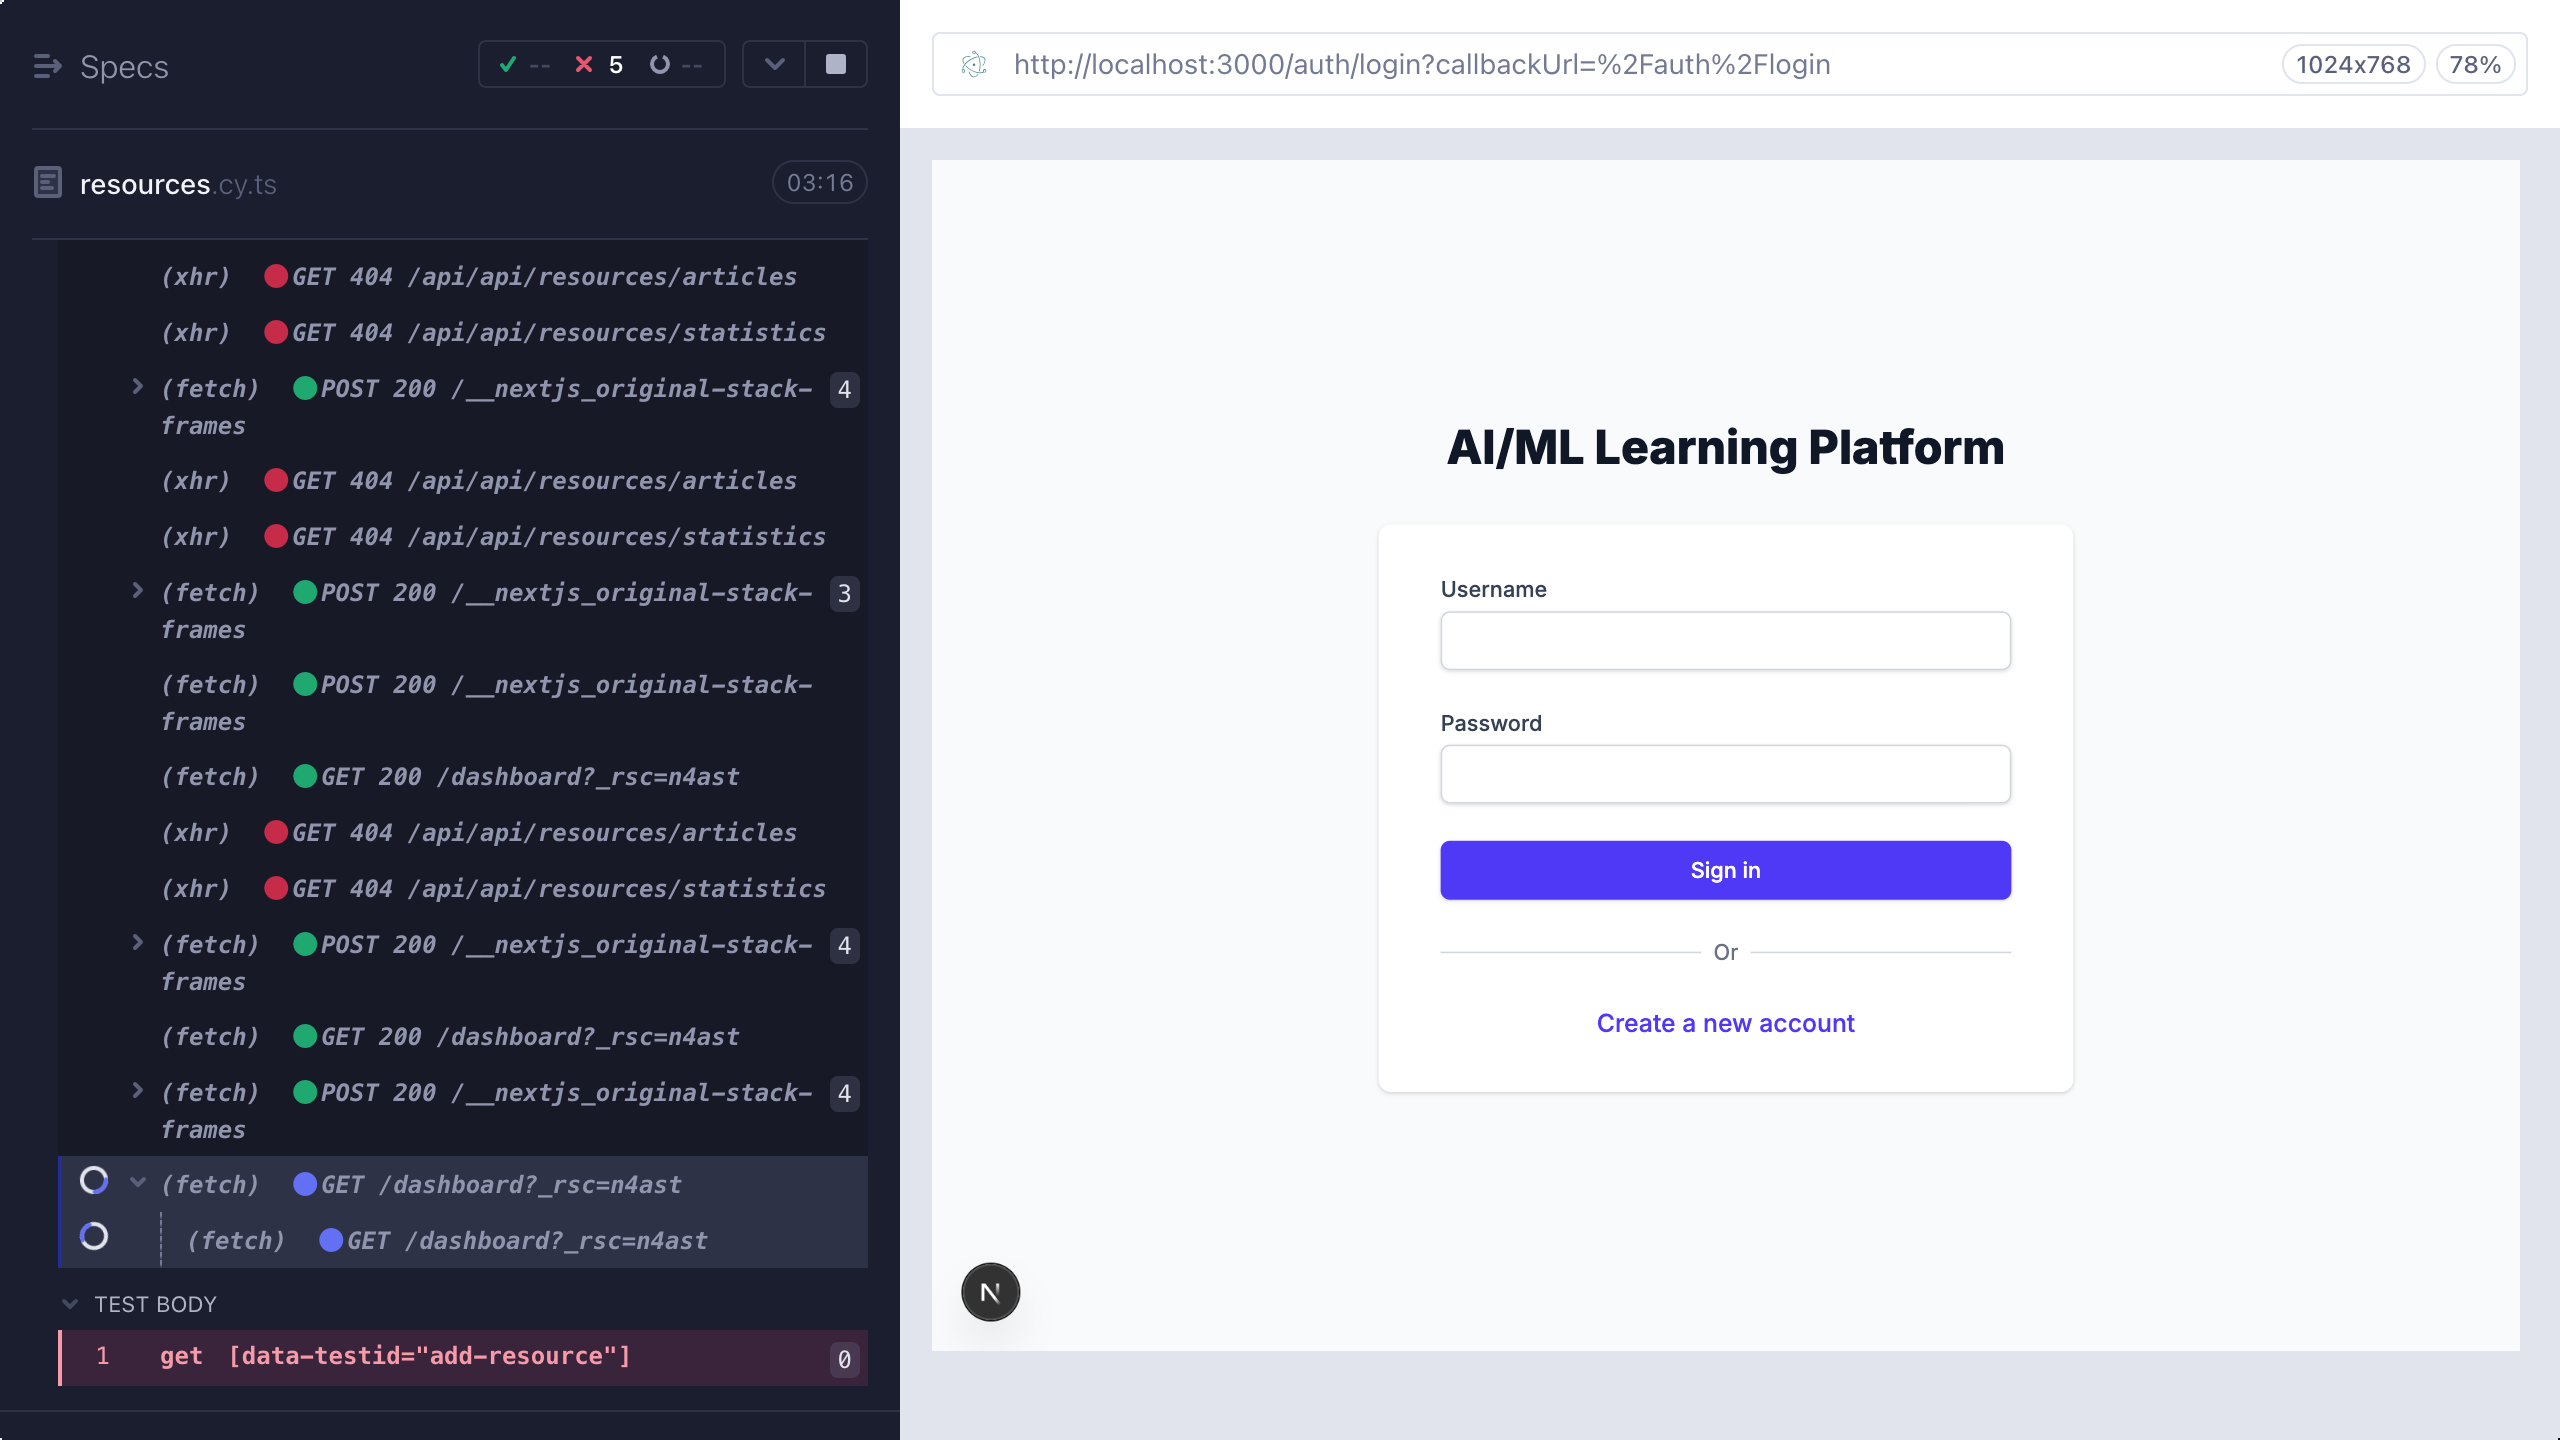 Specs
-- 5 --
resources.cy.ts
03:16
(xhr) GET 404 /api/api/resources/articles
(xhr) GET 404 /api/api/resources/statistics
(fetch) POST 200 /__nextjs_original-stack- 4
frames
(xhr) GET 404 /api/api/resources/articles
(xhr) GET 404 /api/api/resources/statistics
(fetch) POST 200 /__nextjs_original-stack- 3
frames
(fetch) POST 200 /__nextjs_original-stack-
frames
(fetch) GET 200 /dashboard?_rsc=n4ast
(xhr) GET 404 /api/api/resources/articles
(xhr) GET 404 /api/api/resources/statistics
(fetch) POST 200 /__nextjs_original-stack- 4
frames
(fetch) GET 200 /dashboard?_rsc=n4ast
(fetch) POST 200 /__nextjs_original-stack- 4
frames
(fetch) GET /dashboard?_rsc=n4ast
(fetch) GET /dashboard?_rsc=n4ast
TEST BODY
1 get [data-testid="add-resource"] 0
http://localhost:3000/auth/login?callbackUrl=%2Fauth%2Flogin
1024x768 78%
AI/ML Learning Platform
Username
Password
Sign in
Or
Create a new account
N